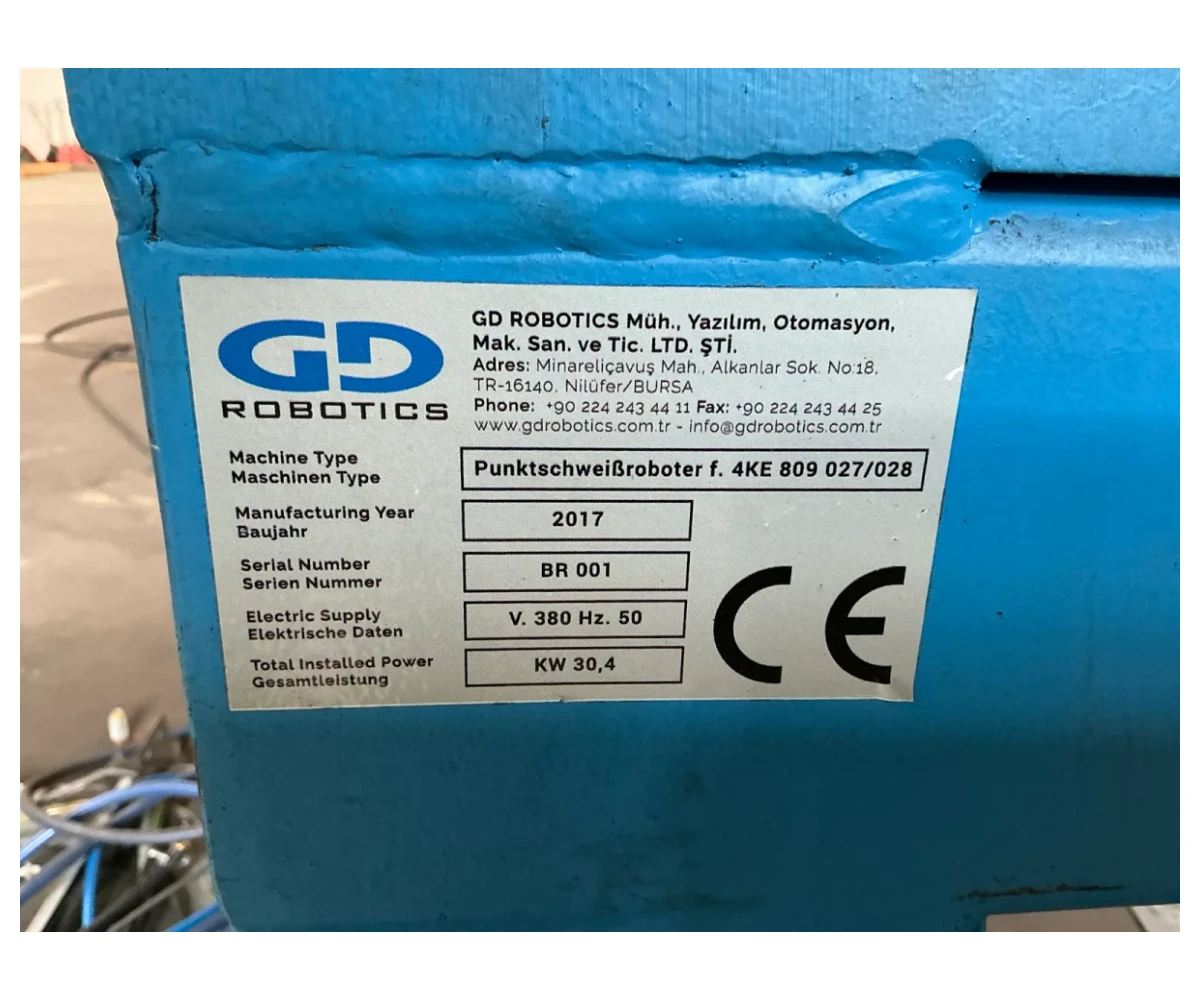 GD
ROBOTICS
GD ROBOTICS Müh., Yazılım, Otomasyon,
Mak. San. ve Tic. LTD. ŞTİ.
Adres: Minareliçavuş Mah., Alkanlar Sok. No:18,
TR-16140, Nilüfer/BURSA
Phone: +90 224 243 44 11 Fax: +90 224 243 44 25
www.gdrobotics.com.tr - info@gdrobotics.com.tr
Machine Type
Maschinen Type
Punktschweißroboter f. 4KE 809 027/028
Manufacturing Year
Baujahr
2017
Serial Number
Serien Nummer
BR 001
Electric Supply
Elektrische Daten
V. 380 Hz. 50
Total Installed Power
Gesamtleistung
KW 30,4
CE